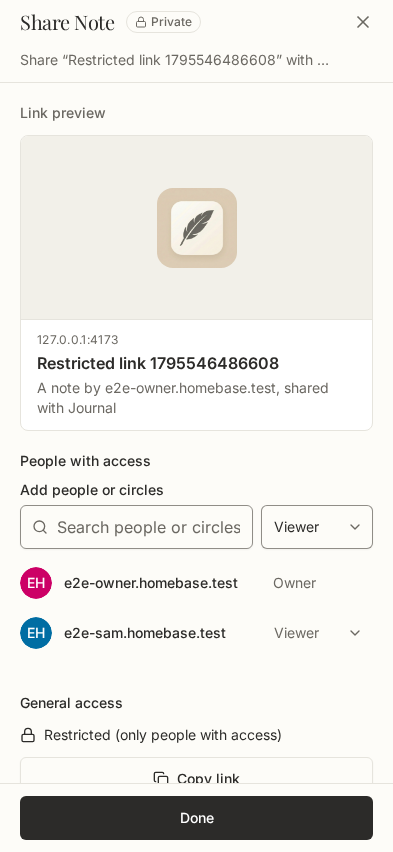 Share Note
Private
Share “Restricted link 1795546486608” with ...
Link preview
127.0.0.1:4173
Restricted link 1795546486608
A note by e2e-owner.homebase.test, shared
with Journal
People with access
Add people or circles
Search people or circles
Viewer
EH
e2e-owner.homebase.test
Owner
EH
e2e-sam.homebase.test
Viewer
General access
Restricted (only people with access)
Copy link
Done